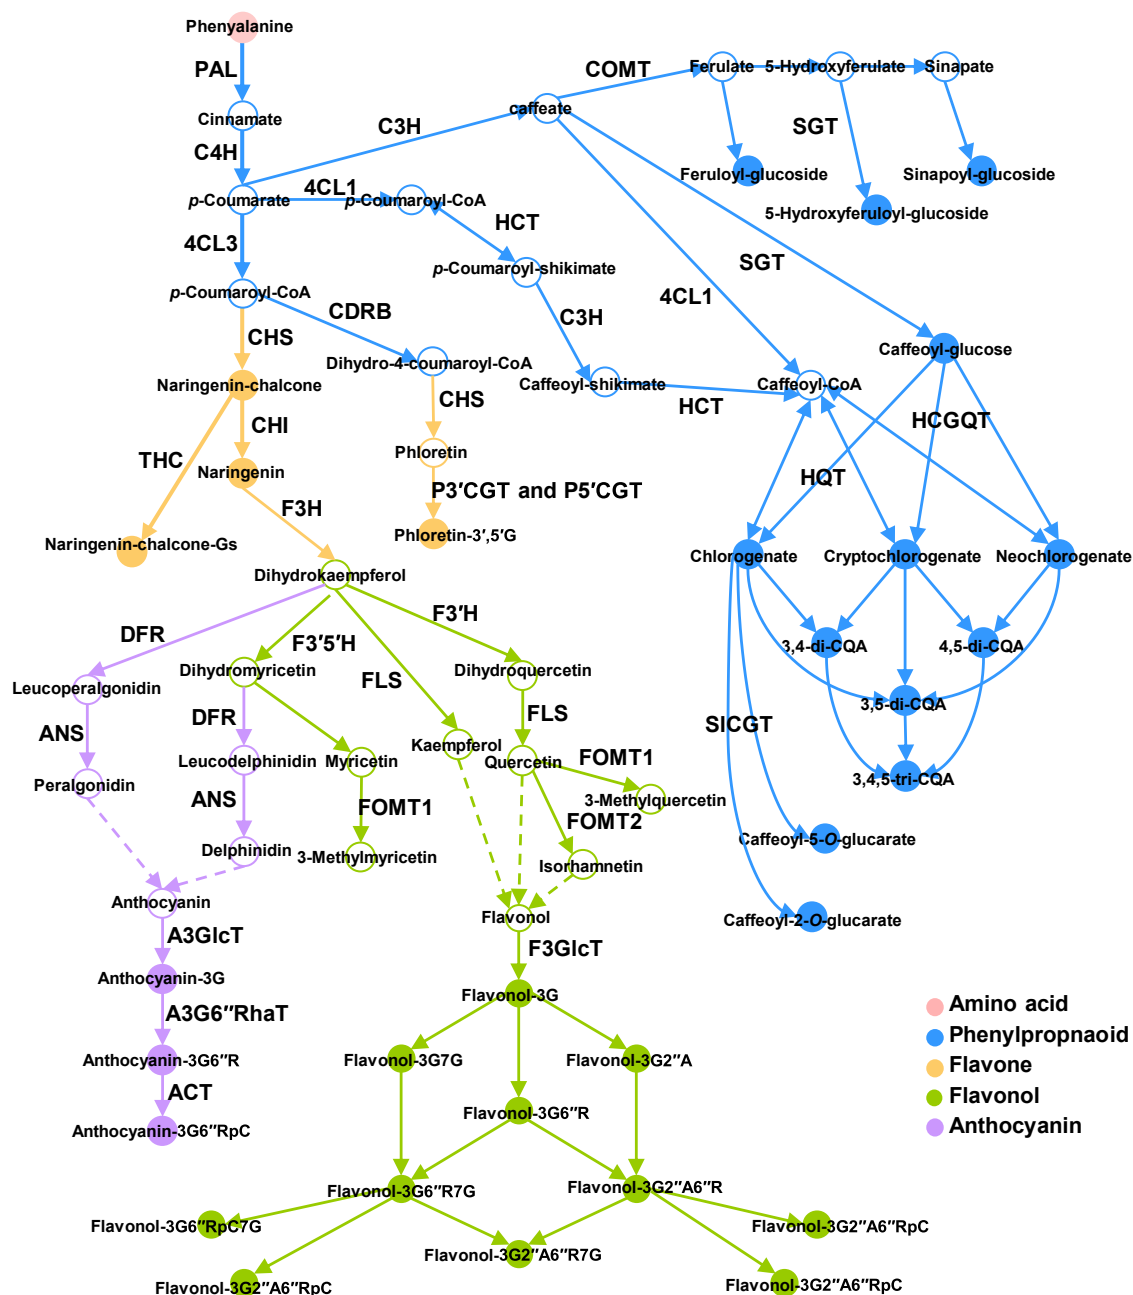 Phenyalanine
PAL
COMT
Ferulate
5-Hydroxyferulate
Sinapate
caffeate
Cinnamate
C3H
SGT
C4H
Feruloyl-glucoside
Sinapoyl-glucoside
4CL1
p-Coumarate
p-Coumaroyl-CoA
5-Hydroxyferuloyl-glucoside
HCT
4CL3
SGT
p-Coumaroyl-shikimate
4CL1
p-Coumaroyl-CoA
CDRB
C3H
CHS
Caffeoyl-glucose
Dihydro-4-coumaroyl-CoA
Naringenin-chalcone
Caffeoyl-shikimate
Caffeoyl-CoA
CHS
HCT
CHI
HCGQT
Phloretin
THC
Naringenin
HQT
P3′CGT and P5′CGT
F3H
Phloretin-3′,5′G
Naringenin-chalcone-Gs
Chlorogenate
Cryptochlorogenate
Neochlorogenate
Dihydrokaempferol
F3′H
DFR
F3′5′H
3,4-di-CQA
4,5-di-CQA
Dihydromyricetin
Dihydroquercetin
FLS
Leucoperalgonidin
3,5-di-CQA
DFR
FLS
ANS
SlCGT
Kaempferol
FOMT1
Leucodelphinidin
Myricetin
Quercetin
3,4,5-tri-CQA
Peralgonidin
ANS
FOMT1
3-Methylquercetin
FOMT2
Caffeoyl-5-O-glucarate
Delphinidin
3-Methylmyricetin
Isorhamnetin
Anthocyanin
Flavonol
Caffeoyl-2-O-glucarate
A3GlcT
F3GlcT
Anthocyanin-3G
Flavonol-3G
Amino acid
A3G6″RhaT
Phenylpropnaoid
Anthocyanin-3G6″R
Flavonol-3G7G
Flavonol-3G2″A
Flavone
ACT
Flavonol
Flavonol-3G6″R
Anthocyanin-3G6″RpC
Anthocyanin
Flavonol-3G6″R7G
Flavonol-3G2″A6″R
Flavonol-3G6″RpC7G
Flavonol-3G2″A6″RpC
Flavonol-3G2″A6″R7G
Flavonol-3G2″A6″RpC
Flavonol-3G2″A6″RpC